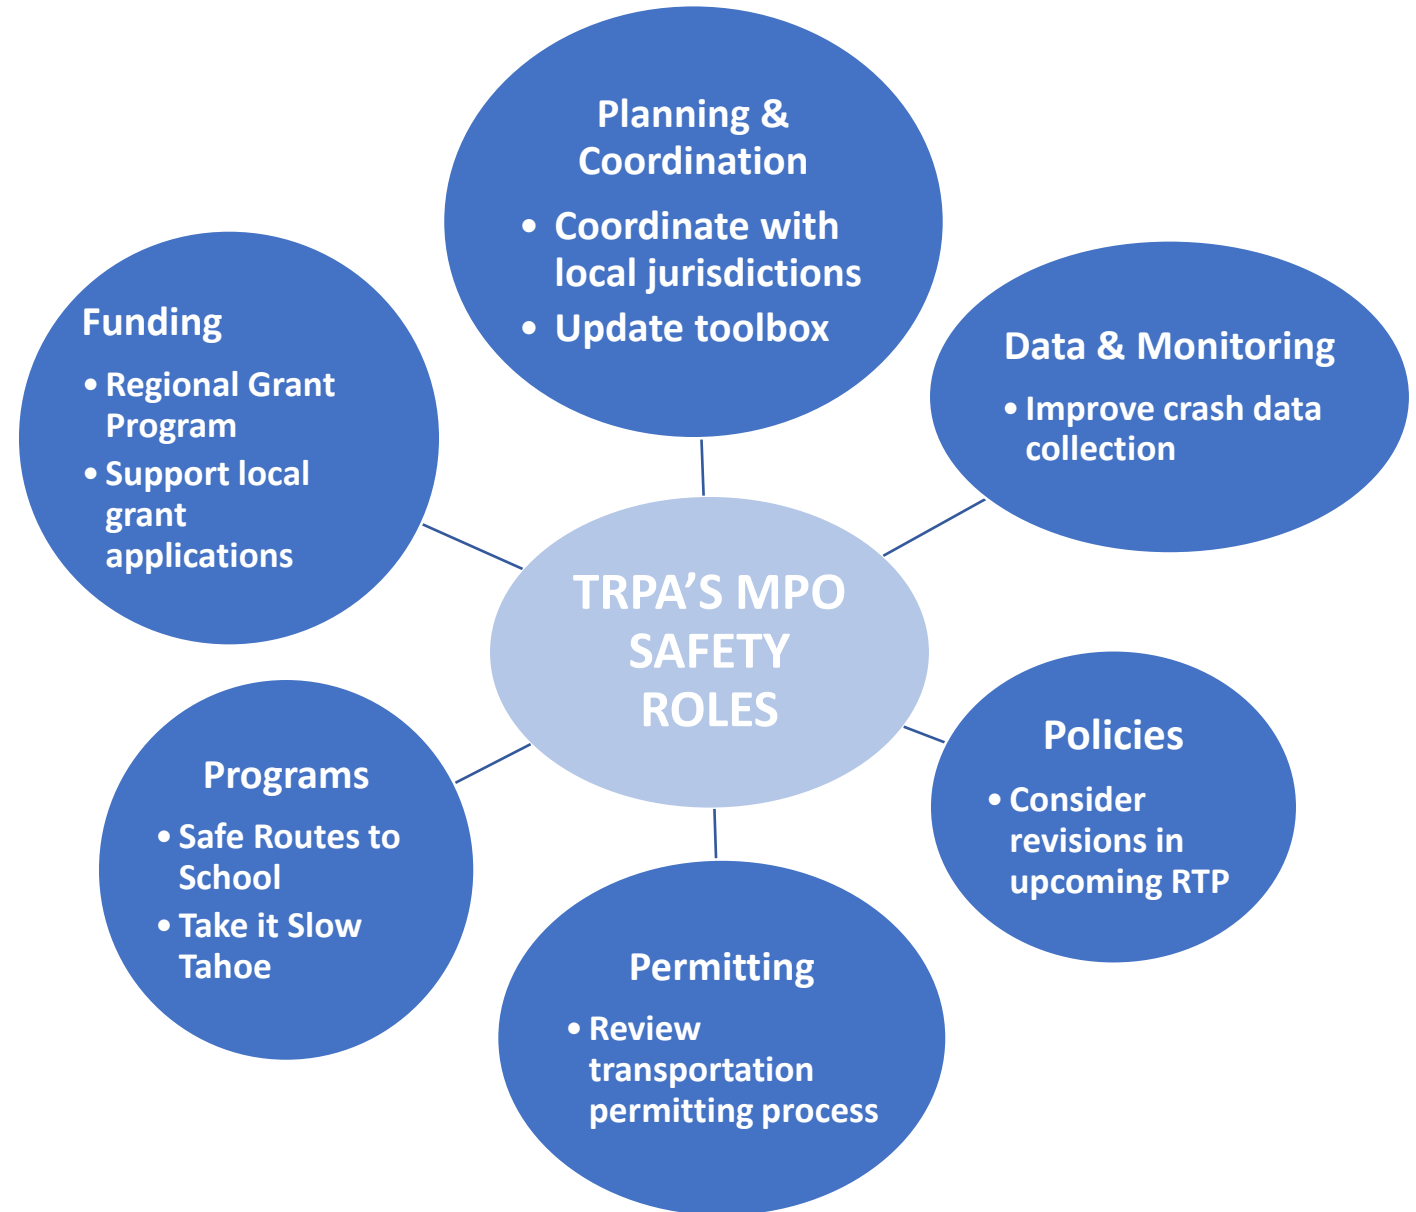 Planning &
Coordination
• Coordinate with
local jurisdictions
• Update toolbox
Data & Monitoring
• Improve crash data
collection
Policies
• Consider
revisions in
upcoming RTP
Permitting
• Review
transportation
permitting process
Programs
• Safe Routes to
School
• Take it Slow
Tahoe
Funding
• Regional Grant
Program
• Support local
grant
applications
TRPA’S MPO
SAFETY
ROLES